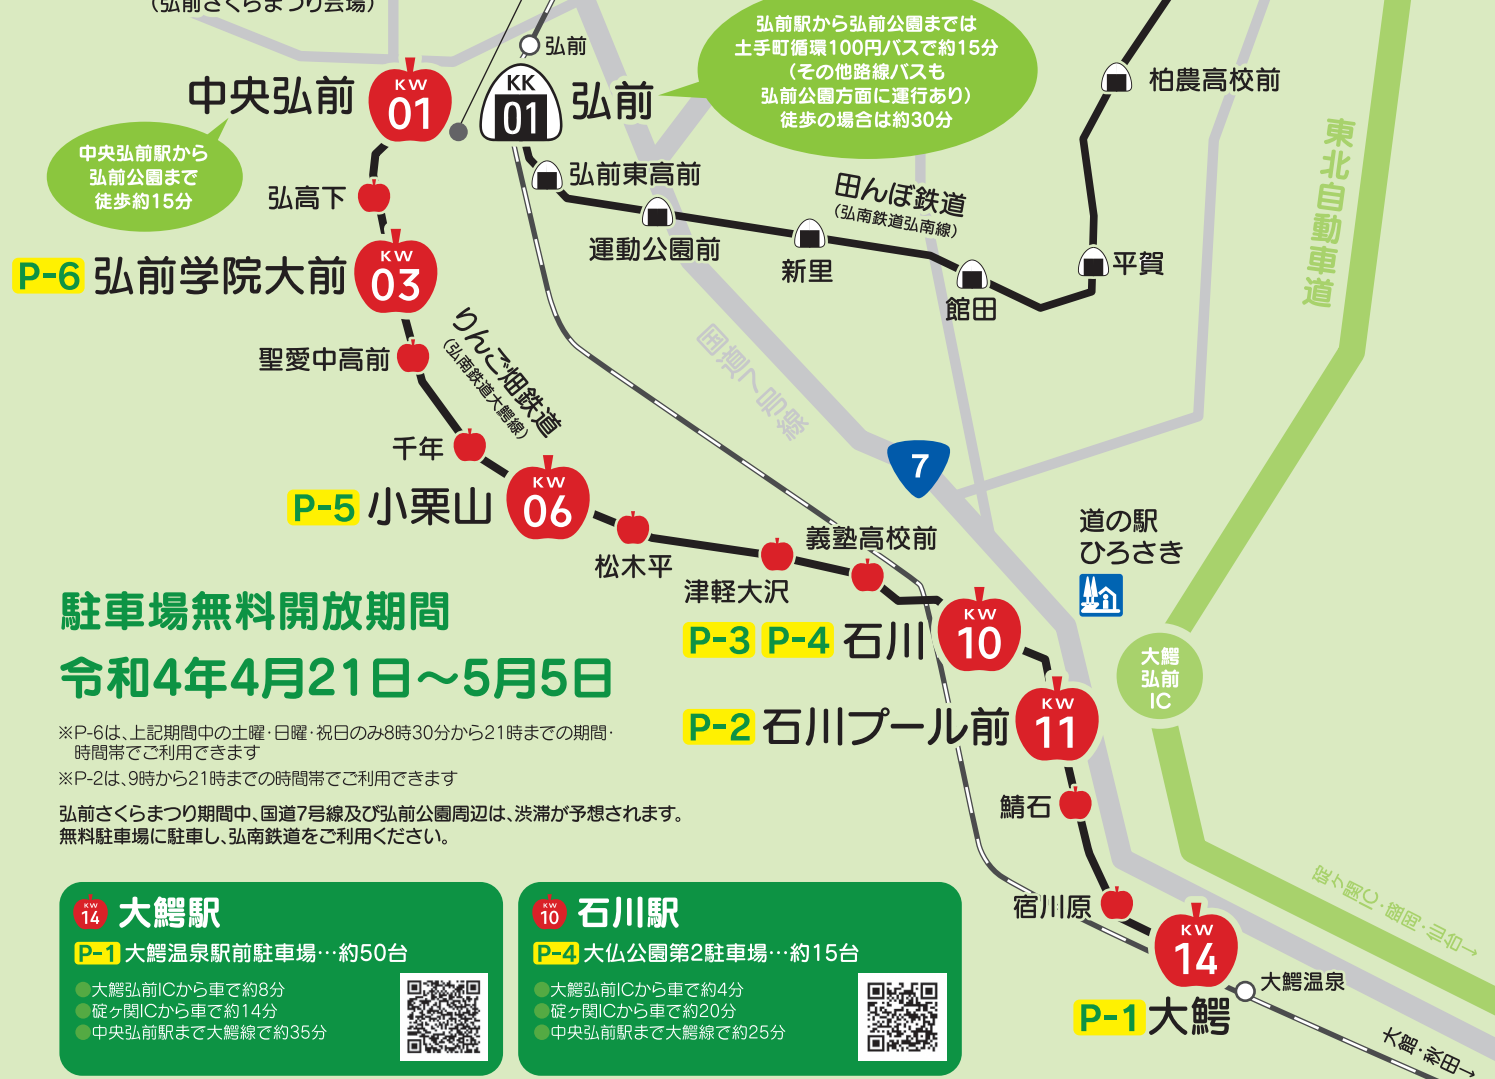 （弘前さくらまつり会場）
弘前
弘前駅から弘前公園までは
土手町循環100円バスで約15分
（その他路線バスも
弘前公園方面に運行あり）
徒歩の場合は約30分
中央弘前
KW
01
KK
01
弘前
柏農高校前
中央弘前駅から
弘前公園まで
徒歩約15分
弘高下
弘前東高前
田んぼ鉄道
（弘南鉄道弘南線）
運動公園前
新里
館田
平賀
東北自動車道
P-6 弘前学院大前
KW
03
聖愛中高前
りんご畑鉄道
（弘南鉄道大鰐線）
国道7号線
千年
7
P-5 小栗山
KW
06
松木平
津軽大沢
義塾高校前
道の駅
ひろさき
P-3 P-4 石川
KW
10
大鰐
弘前
IC
P-2 石川プール前
KW
11
鯖石
宿川原
KW
14
P-1 大鰐
大鰐温泉
碇ヶ関IC・盛岡・仙台→
大館・秋田→
駐車場無料開放期間
令和4年4月21日～5月5日
※P-6は、上記期間中の土曜・日曜・祝日のみ8時30分から21時までの期間・
時間帯でご利用できます
※P-2は、9時から21時までの時間帯でご利用できます
弘前さくらまつり期間中、国道7号線及び弘前公園周辺は、渋滞が予想されます。
無料駐車場に駐車し、弘南鉄道をご利用ください。
KW
14
大鰐駅
P-1 大鰐温泉駅前駐車場…約50台
●大鰐弘前ICから車で約8分
●碇ヶ関ICから車で約14分
●中央弘前駅まで大鰐線で約35分
KW
10
石川駅
P-4 大仏公園第2駐車場…約15台
●大鰐弘前ICから車で約4分
●碇ヶ関ICから車で約20分
●中央弘前駅まで大鰐線で約25分